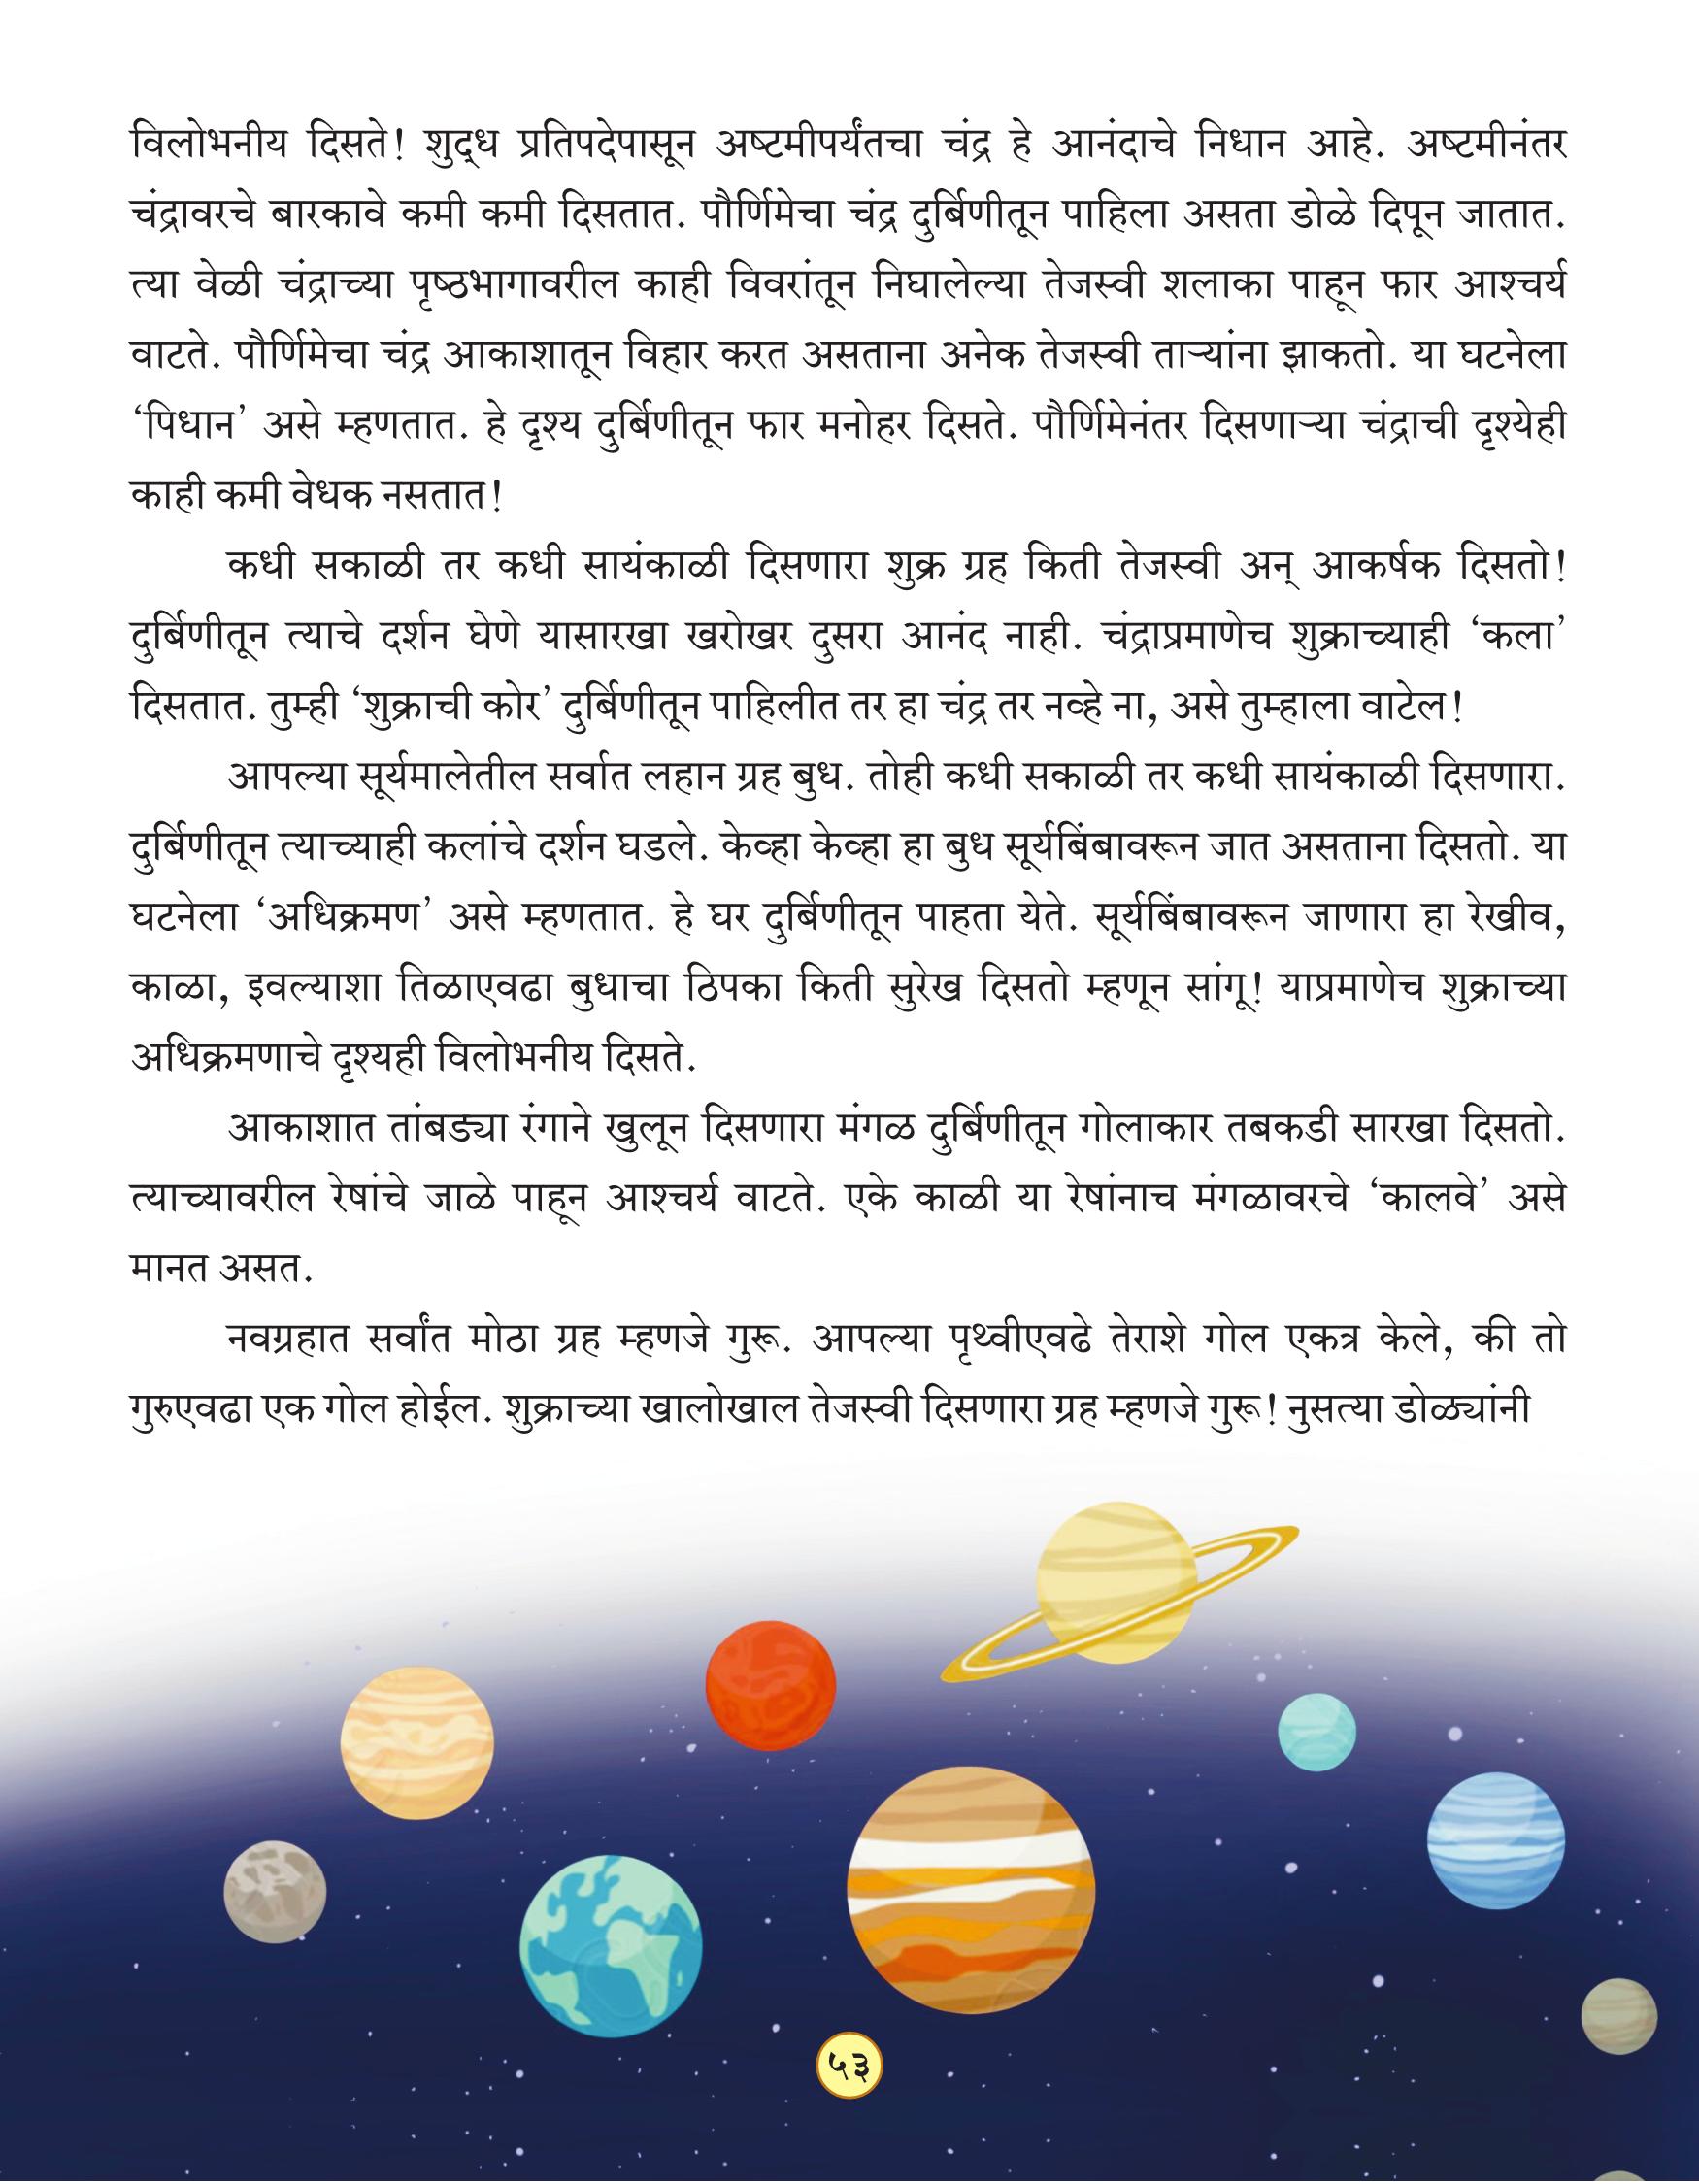 विलोभनीय दिसते! शुद्ध प्रतिपदेपासून अष्टमीपर्यंतचा चंद्र हे आनंदाचे निधान आहे. अष्टमीनंतर
चंद्रावरचे बारकावे कमी कमी दिसतात. पौर्णिमेचा चंद्र दुर्बिणीतून पाहिला असता डोळे दिपून जातात.
त्या वेळी चंद्राच्या पृष्ठभागावरील काही विवरांतून निघालेल्या तेजस्वी शलाका पाहून फार आश्चर्य
वाटते. पौर्णिमेचा चंद्र आकाशातून विहार करत असताना अनेक तेजस्वी ताऱ्यांना झाकतो. या घटनेला
‘पिधान’ असे म्हणतात. हे दृश्य दुर्बिणीतून फार मनोहर दिसते. पौर्णिमेनंतर दिसणाऱ्या चंद्राची दृश्येही
काही कमी वेधक नसतात!
कधी सकाळी तर कधी सायंकाळी दिसणारा शुक्र ग्रह किती तेजस्वी अन् आकर्षक दिसतो!
दुर्बिणीतून त्याचे दर्शन घेणे यासारखा खरोखर दुसरा आनंद नाही. चंद्राप्रमाणेच शुक्राच्याही ‘कला’
दिसतात. तुम्ही ‘शुक्राची कोर’ दुर्बिणीतून पाहिलीत तर हा चंद्र तर नव्हे ना, असे तुम्हाला वाटेल!
आपल्या सूर्यमालेतील सर्वात लहान ग्रह बुध. तोही कधी सकाळी तर कधी सायंकाळी दिसणारा.
दुर्बिणीतून त्याच्याही कलांचे दर्शन घडले. केव्हा केव्हा हा बुध सूर्यबिंबावरून जात असताना दिसतो. या
घटनेला ‘अधिक्रमण’ असे म्हणतात. हे घर दुर्बिणीतून पाहता येते. सूर्यबिंबावरून जाणारा हा रेखीव,
काळा, इवल्याशा तिळाएवढा बुधाचा ठिपका किती सुरेख दिसतो म्हणून सांगू! याप्रमाणेच शुक्राच्या
अधिक्रमणाचे दृश्यही विलोभनीय दिसते.
आकाशात तांबड्या रंगाने खुलून दिसणारा मंगळ दुर्बिणीतून गोलाकार तबकडी सारखा दिसतो.
त्याच्यावरील रेषांचे जाळे पाहून आश्चर्य वाटते. एके काळी या रेषांनाच मंगळावरचे ‘कालवे’ असे
मानत असत.
नवग्रहात सर्वांत मोठा ग्रह म्हणजे गुरू. आपल्या पृथ्वीएवढे तेराशे गोल एकत्र केले, की तो
गुरुएवढा एक गोल होईल. शुक्राच्या खालोखाल तेजस्वी दिसणारा ग्रह म्हणजे गुरू! नुसत्या डोळ्यांनी
५३